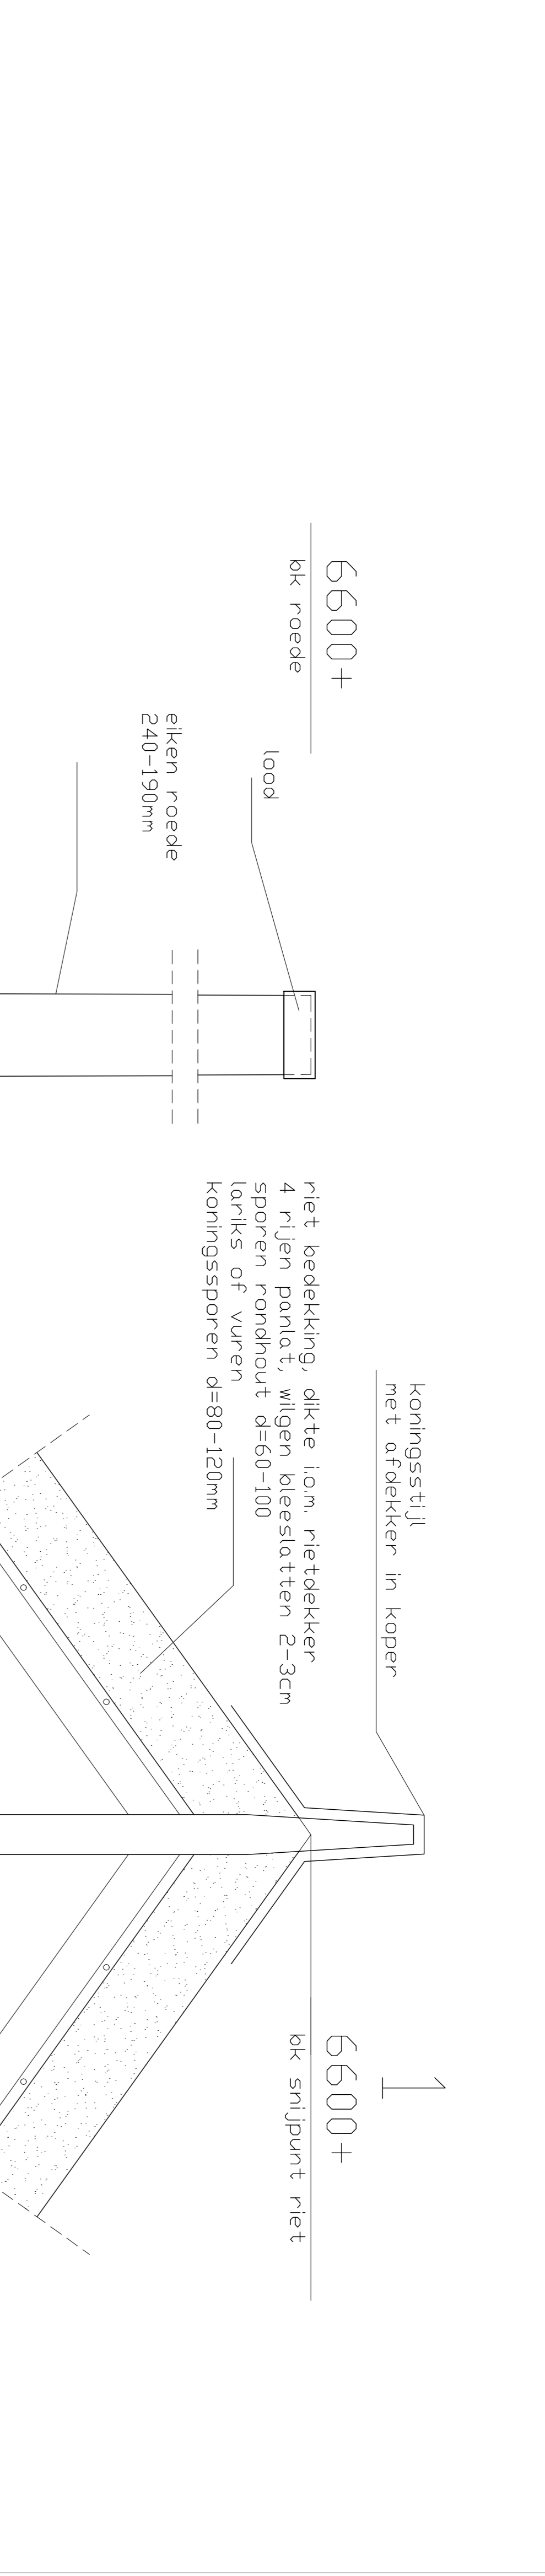 6600+
bk roede
lood
eiken roede
240-190mm
koningsstijl
met afdekker in koper
riet bedekking, dikte i.o.m. rietdekker
4 rijen panlat, wilgen bleeslatten 2-3cm
sporen rondhout d=60-100
lariks of vuren
koningssporen d=80-120mm
1
6600+
bk snijpunt riet